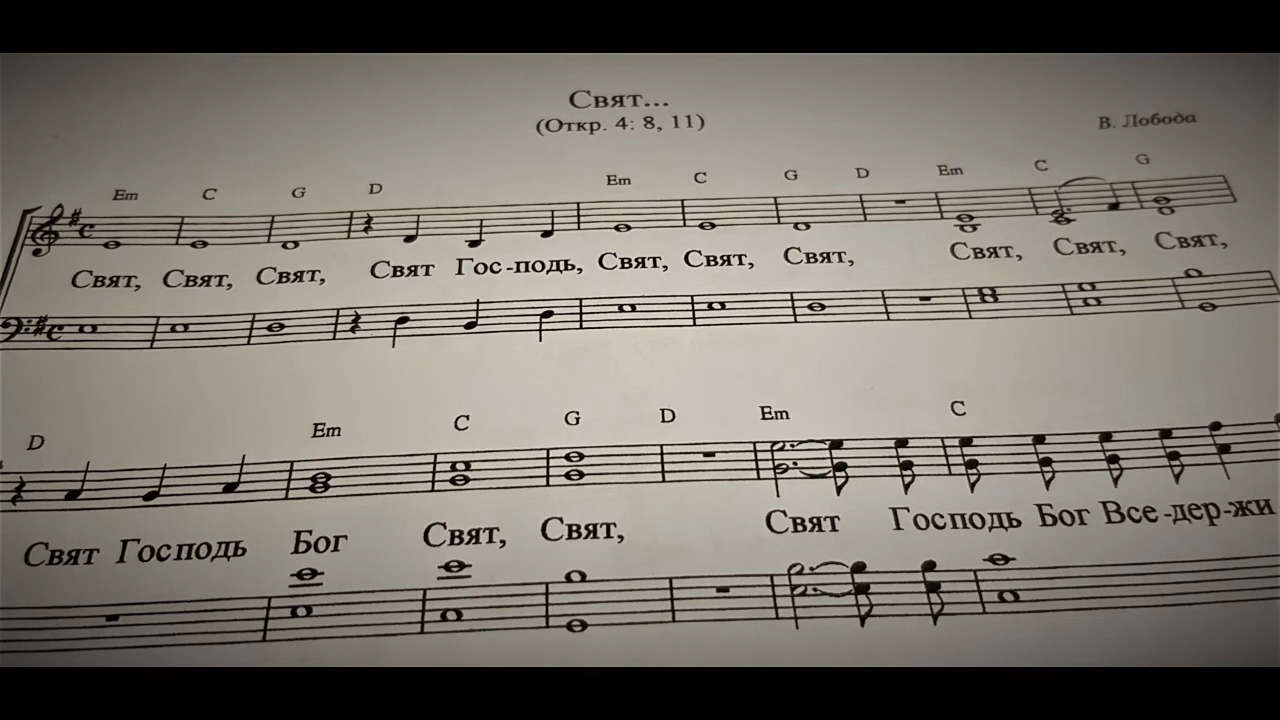 Свят...
(Откр. 4: 8, 11)
В. Лобода
Em C G D Em C G D Em C G
Свят, Свят, Свят, Свят Гос-подь, Свят, Свят, Свят, Свят, Свят, Свят,
D Em C G D Em C
Свят Господь Бог Свят, Свят, Свят Господь Бог Все-дер-жи